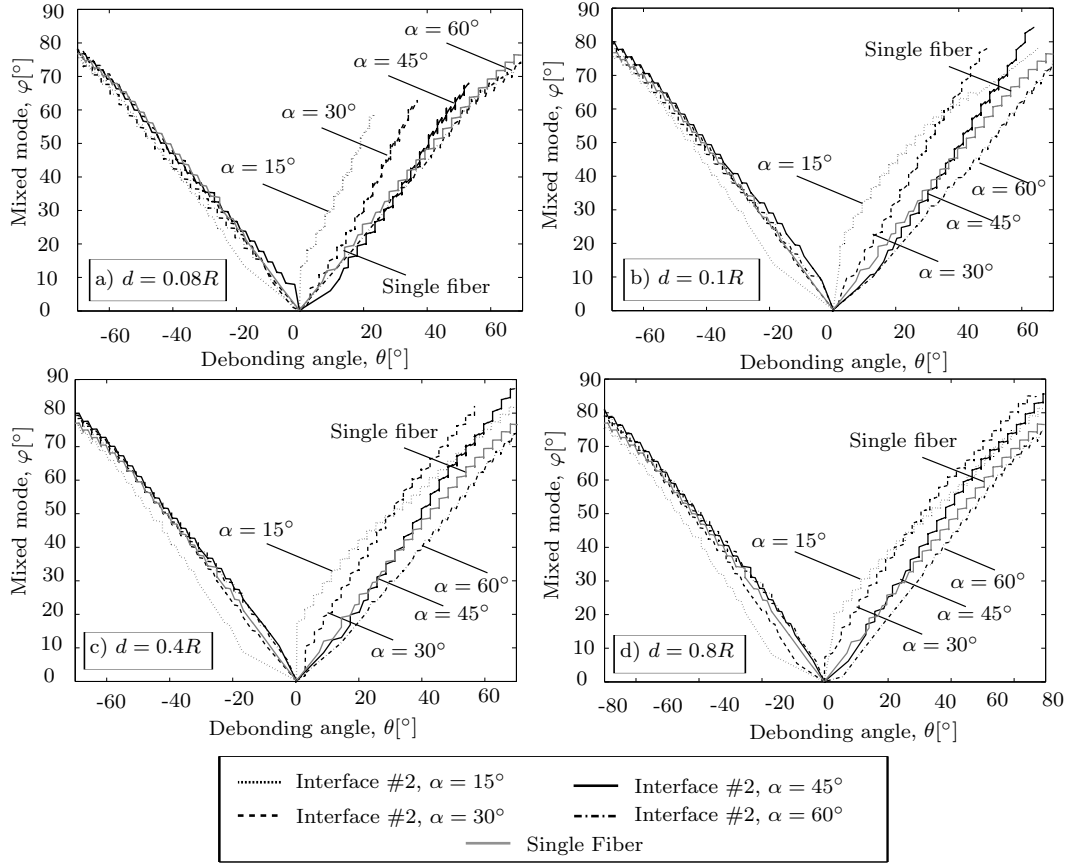 90
80
70
60
50
40
30
20
10
0
Mixed mode, φ[°]
α = 60°
α = 45°
α = 30°
α = 15°
Single fiber
a) d = 0.08R
-60 -40 -20 0 20 40 60
Debonding angle, θ[°]
90
80
70
60
50
40
30
20
10
0
Mixed mode, φ[°]
Single fiber
α = 15°
α = 60°
α = 45°
α = 30°
b) d = 0.1R
-60 -40 -20 0 20 40 60
Debonding angle, θ[°]
90
80
70
60
50
40
30
20
10
0
Mixed mode, φ[°]
Single fiber
α = 15°
α = 60°
α = 45°
α = 30°
c) d = 0.4R
-60 -40 -20 0 20 40 60
Debonding angle, θ[°]
90
80
70
60
50
40
30
20
10
0
Mixed mode, φ[°]
Single fiber
α = 15°
α = 60°
α = 45°
α = 30°
d) d = 0.8R
-80 -60 -40 -20 0 20 40 60 80
Debonding angle, θ[°]
Interface #2, α = 15°
Interface #2, α = 45°
Interface #2, α = 30°
Interface #2, α = 60°
Single Fiber